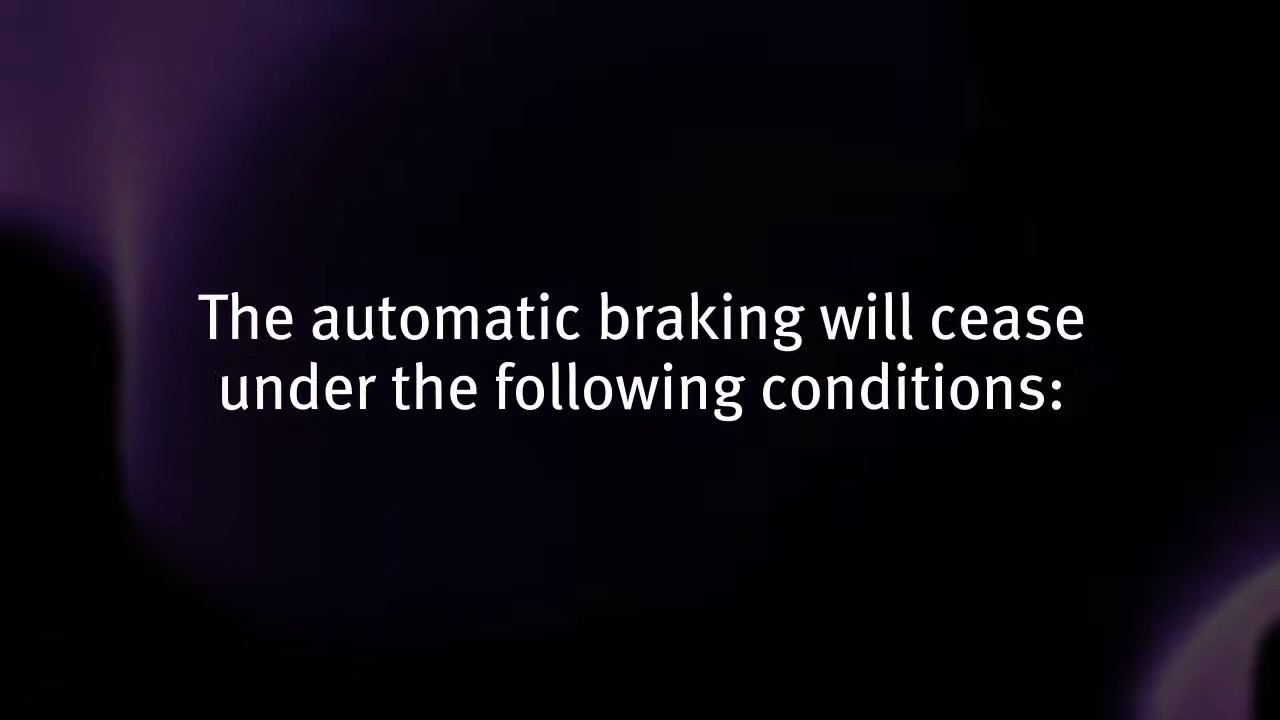 The automatic braking will cease
under the following conditions: